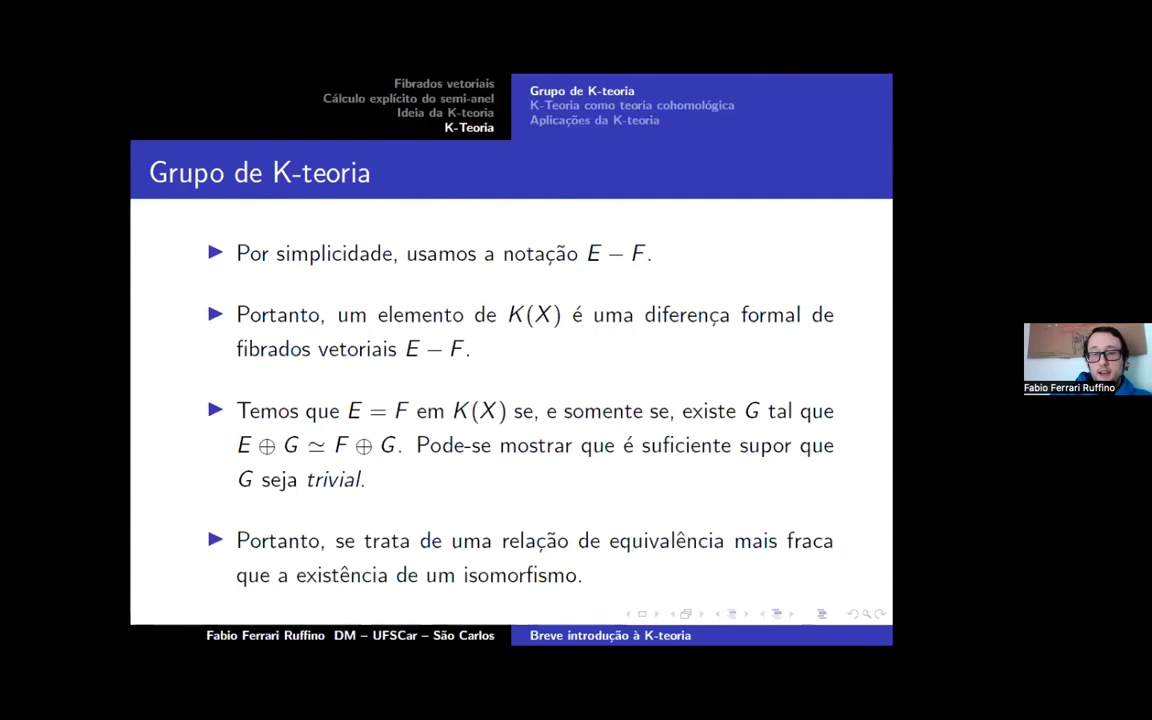 Fibrados vetoriais
Cálculo explícito do semi-anel
Ideia da K-teoria
K-Teoria
Grupo de K-teoria
K-Teoria como teoria cohomológica
Aplicações da K-teoria
Grupo de K-teoria
Por simplicidade, usamos a notação E − F.
Portanto, um elemento de K(X) é uma diferença formal de
fibrados vetoriais E − F.
Temos que E = F em K(X) se, e somente se, existe G tal que
E ⊕ G ≃ F ⊕ G. Pode-se mostrar que é suficiente supor que
G seja trivial.
Portanto, se trata de uma relação de equivalência mais fraca
que a existência de um isomorfismo.
Fabio Ferrari Ruffino DM – UFSCar – São Carlos
Breve introdução à K-teoria
Fabio Ferrari Ruffino